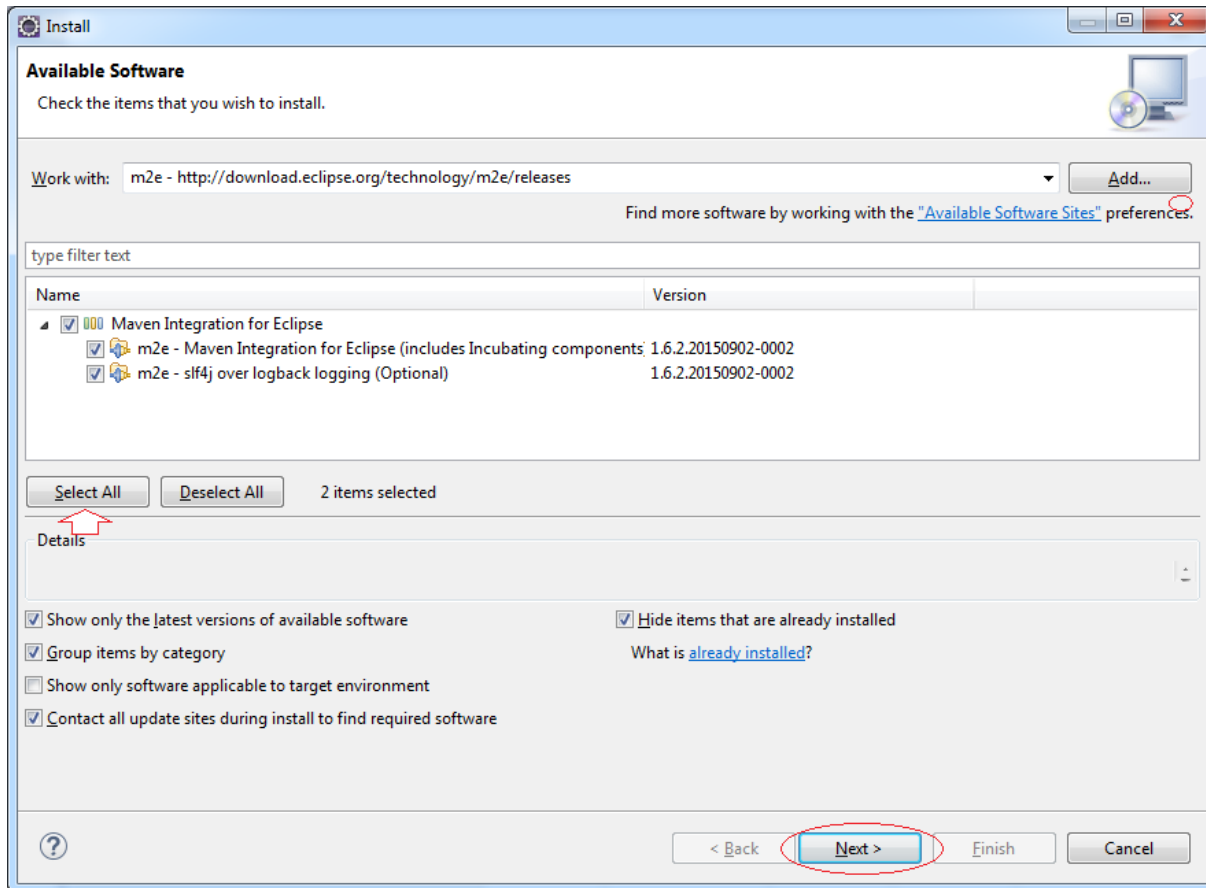 Install
Available Software
Check the items that you wish to install.
Work with: m2e - http://download.eclipse.org/technology/m2e/releases Add...
Find more software by working with the "Available Software Sites" preferences.
type filter text
Name Version
Maven Integration for Eclipse
m2e - Maven Integration for Eclipse (includes Incubating components 1.6.2.20150902-0002
m2e - slf4j over logback logging (Optional) 1.6.2.20150902-0002
Select All Deselect All 2 items selected
Details
Show only the latest versions of available software Hide items that are already installed
Group items by category What is already installed?
Show only software applicable to target environment
Contact all update sites during install to find required software
? < Back Next > Finish Cancel